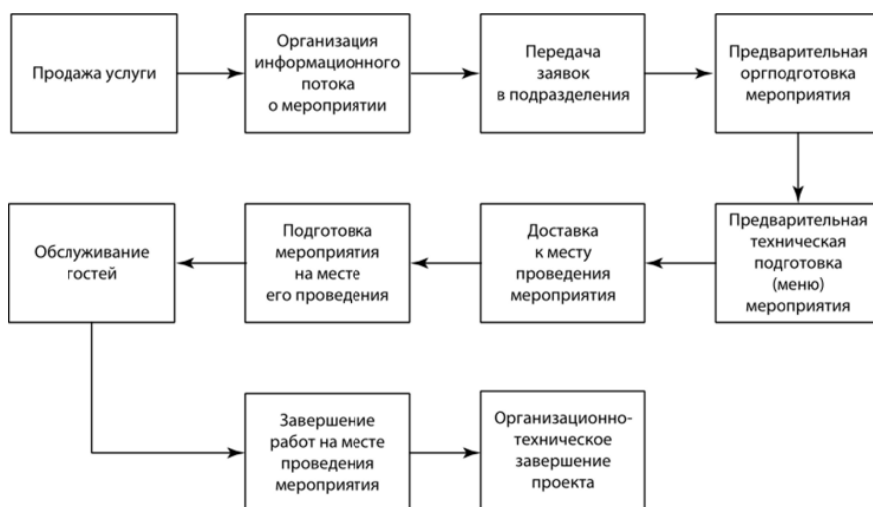 Продажа услуги
Организация
информационного
потока
о мероприятии
Передача
заявок
в подразделения
Предварительная
оргподготовка
мероприятия
Предварительная
техническая
подготовка
(меню)
мероприятия
Доставка
к месту
проведения
мероприятия
Подготовка
мероприятия
на месте
его проведения
Обслуживание
гостей
Завершение
работ на месте
проведения
мероприятия
Организационно-
техническое
завершение
проекта